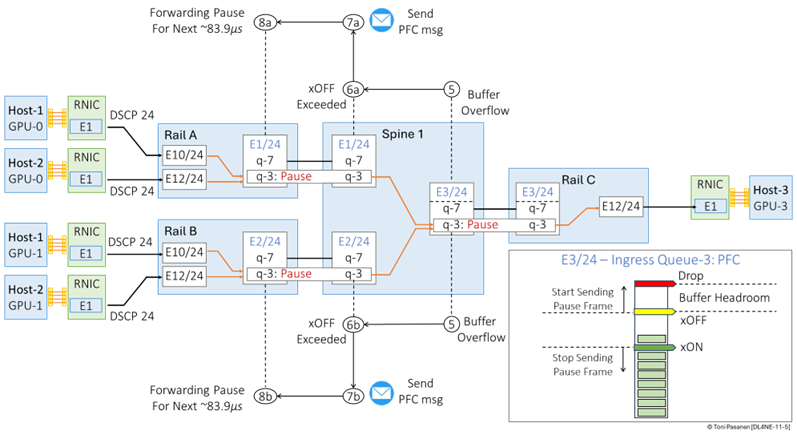 Forwarding Pause
For Next ~83.9µs
8a
7a
Send
PFC msg
xOFF
Exceeded
6a
5
Buffer
Overflow
Host-1
GPU-0
RNIC
E1
DSCP 24
Host-2
GPU-0
RNIC
E1
DSCP 24
Rail A
E10/24
E12/24
E1/24
q-7
q-3: Pause
Spine 1
E1/24
q-7
q-3
E3/24
q-7
q-3: Pause
E3/24
q-7
q-3
Rail C
E12/24
RNIC
E1
Host-3
GPU-3
Host-1
GPU-1
RNIC
E1
DSCP 24
Host-2
GPU-1
RNIC
E1
DSCP 24
Rail B
E10/24
E12/24
E2/24
q-7
q-3: Pause
E2/24
q-7
q-3
xOFF
Exceeded
6b
5
Buffer
Overflow
Forwarding Pause
For Next ~83.9µs
8b
7b
Send
PFC msg
E3/24 – Ingress Queue-3: PFC
Drop
Start Sending
Pause Frame
Buffer Headroom
xOFF
xON
Stop Sending
Pause Frame
© Toni Pasanen [DL4NE-11-5]